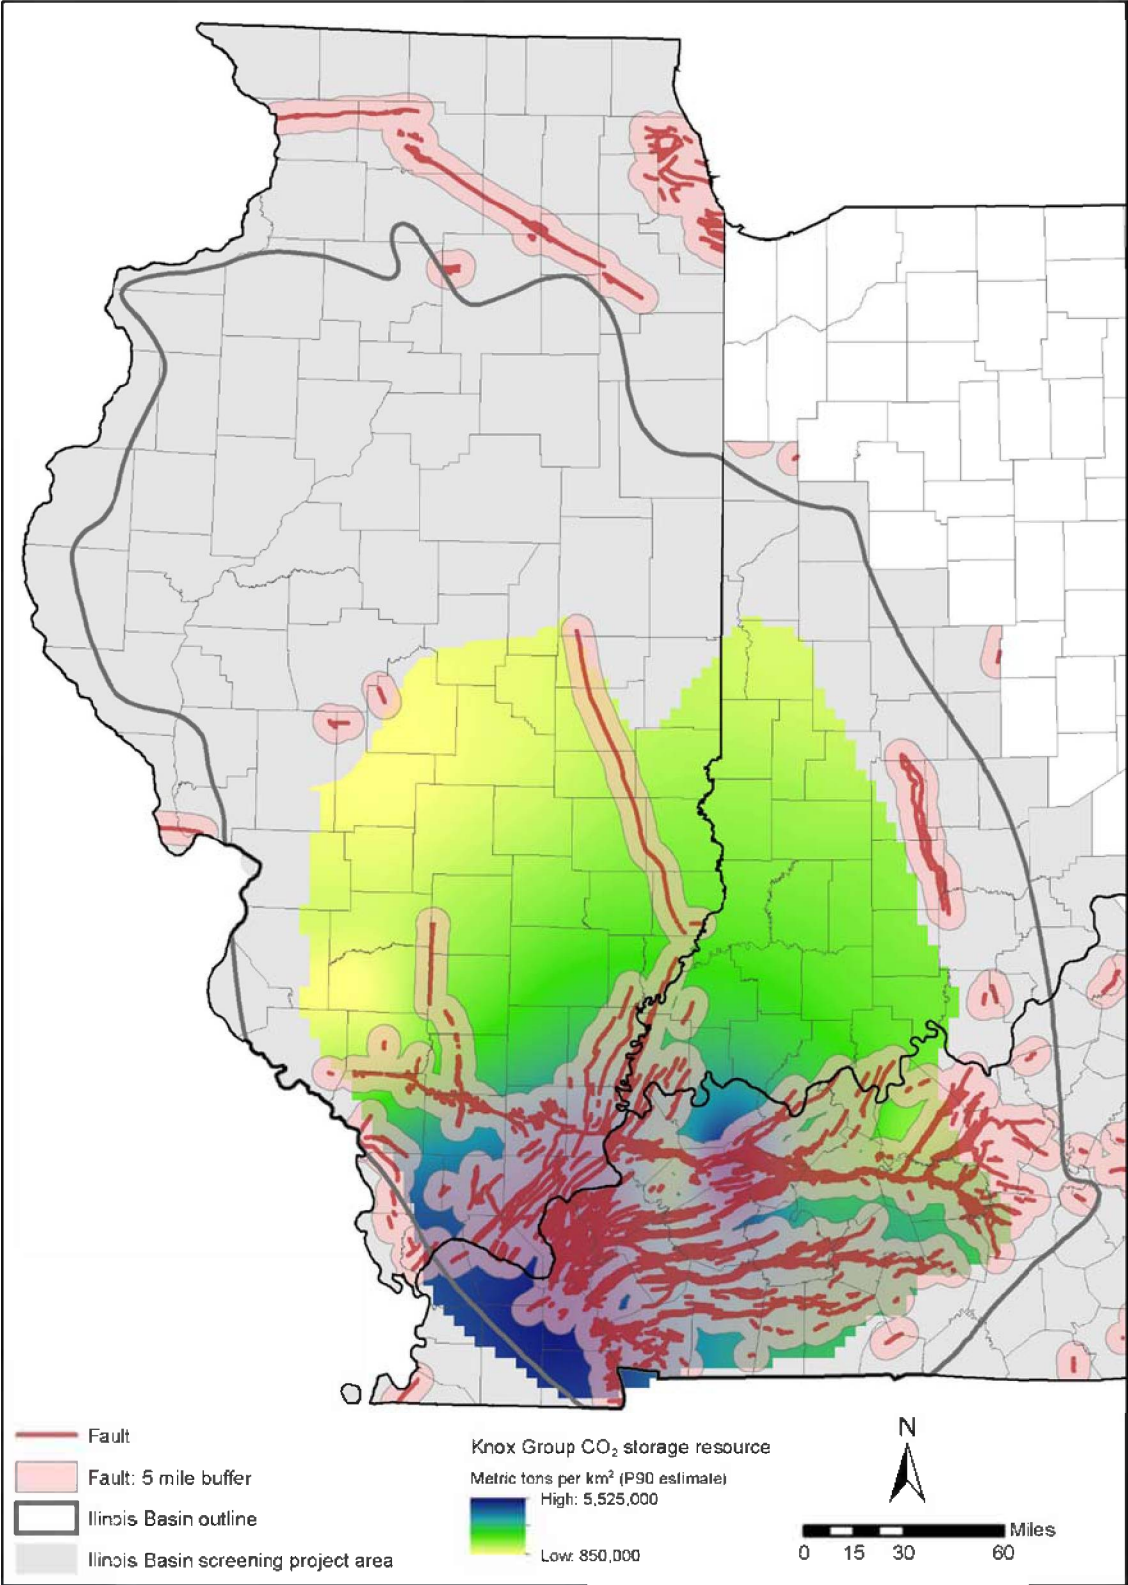 Fault
Fault: 5 mile buffer
Illinois Basin outline
Illinois Basin screening project area
Knox Group CO₂ storage resource
Metric tons per km² (P90 estimate)
High: 5,525,000
Low: 850,000
N
Miles
0 15 30 60